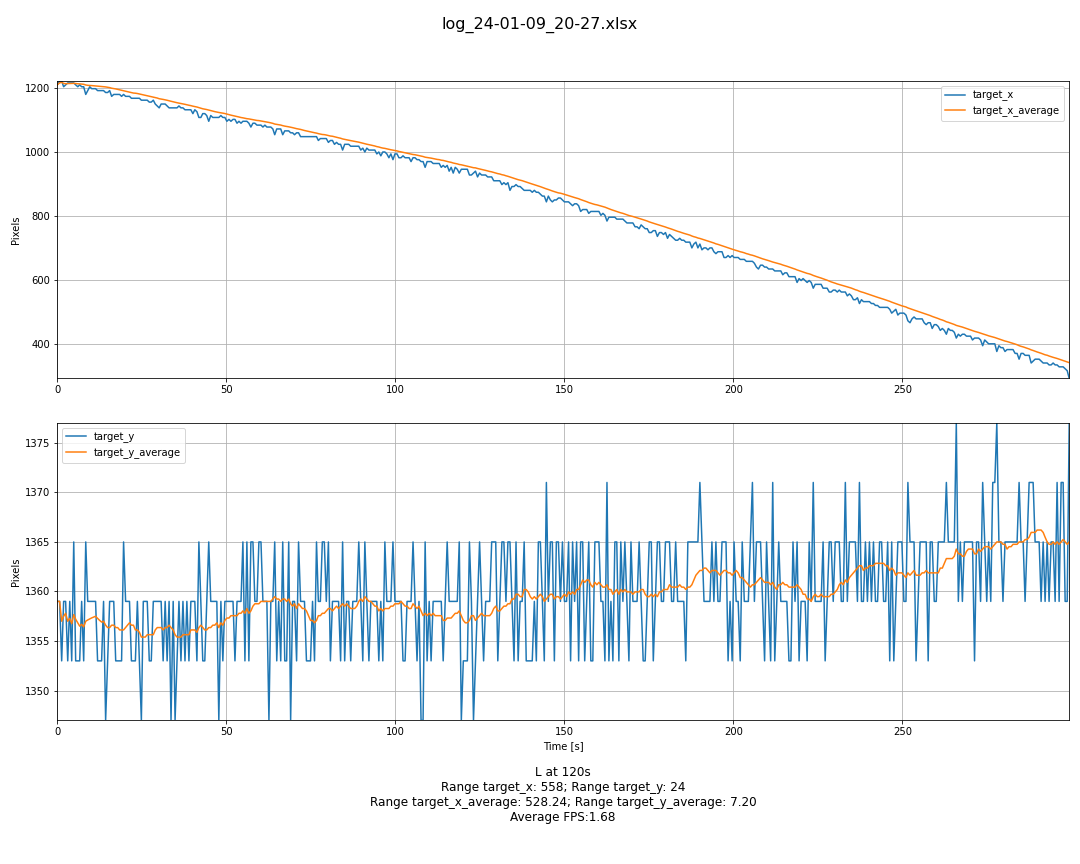 log_24-01-09_20-27.xlsx
1200
1000
800
600
400
Pixels
target_x
target_x_average
0 50 100 150 200 250
1375
1370
1365
1360
1355
1350
Pixels
target_y
target_y_average
0 50 100 150 200 250
Time [s]
L at 120s
Range target_x: 558; Range target_y: 24
Range target_x_average: 528.24; Range target_y_average: 7.20
Average FPS:1.68